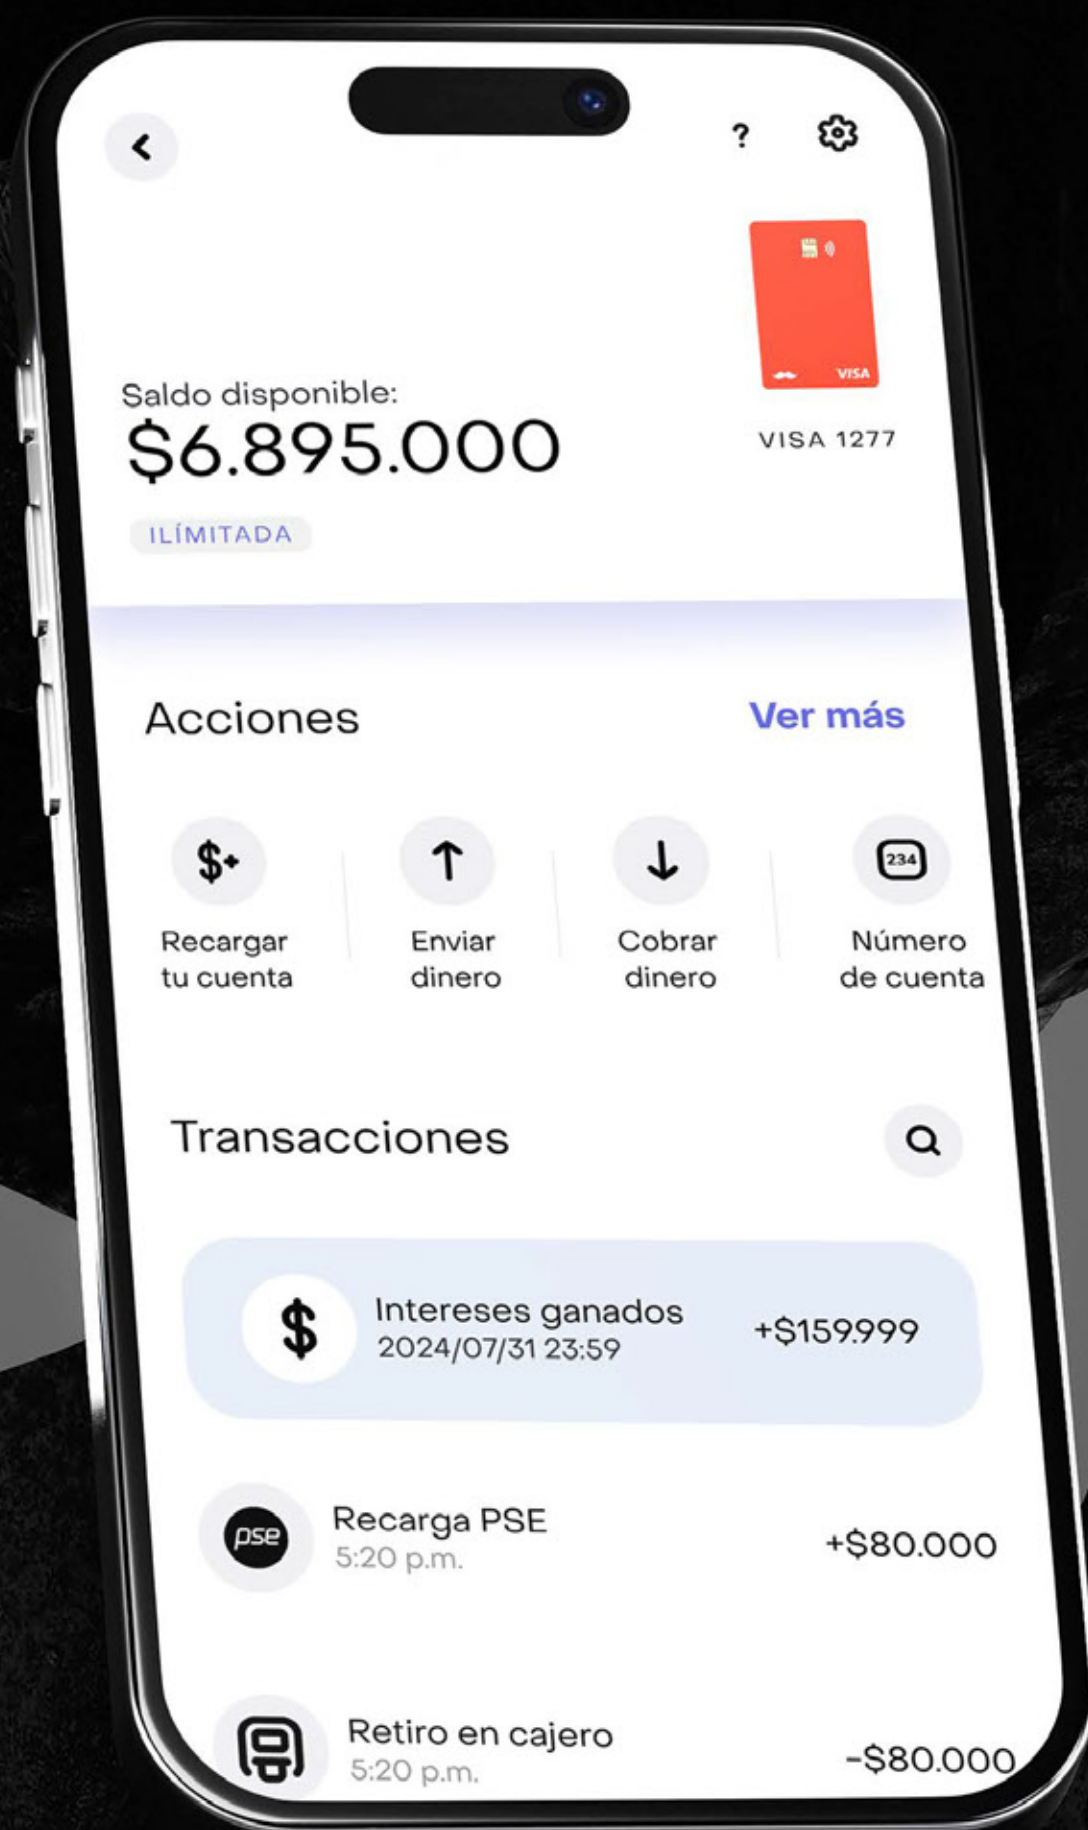 ?
VISA
Saldo disponible:
$6.895.000
VISA 1277
ILÍMITADA
Acciones
Ver más
$+
234
Recargar
tu cuenta
Enviar
dinero
Cobrar
dinero
Número
de cuenta
Transacciones
$
Intereses ganados
2024/07/31 23:59
+$159.999
pse
Recarga PSE
5:20 p.m.
+$80.000
Retiro en cajero
5:20 p.m.
-$80.000